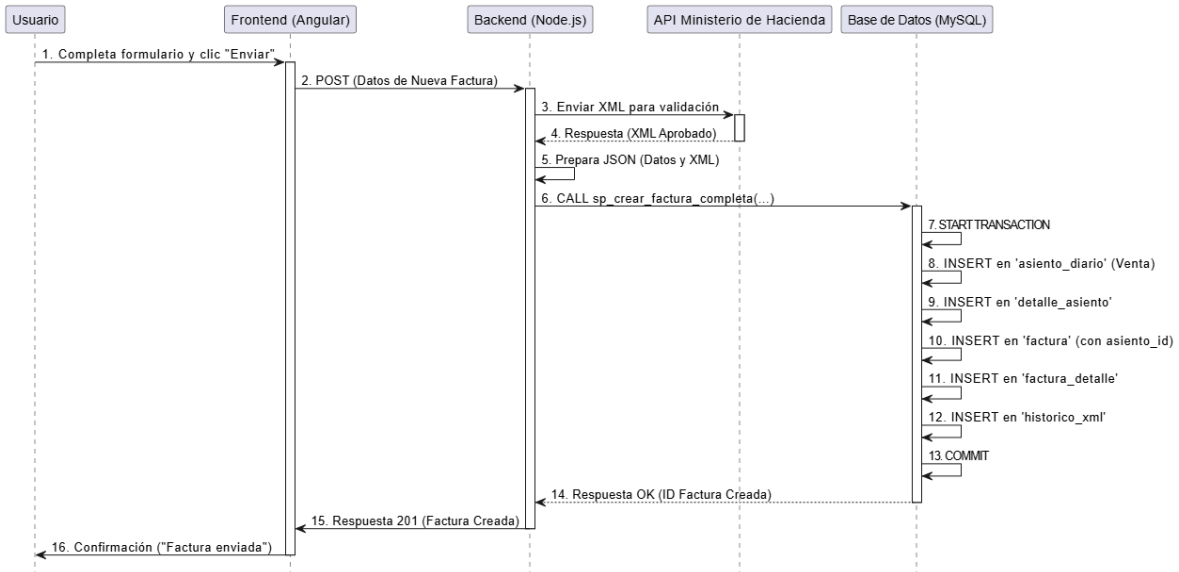 Usuario
Frontend (Angular)
Backend (Node.js)
API Ministerio de Hacienda
Base de Datos (MySQL)
1. Completa formulario y clic "Enviar"
2. POST (Datos de Nueva Factura)
3. Enviar XML para validación
4. Respuesta (XML Aprobado)
5. Prepara JSON (Datos y XML)
6. CALL sp_crear_factura_completa(...)
7. START TRANSACTION
8. INSERT en 'asiento_diario' (Venta)
9. INSERT en 'detalle_asiento'
10. INSERT en 'factura' (con asiento_id)
11. INSERT en 'factura_detalle'
12. INSERT en 'historico_xml'
13. COMMIT
14. Respuesta OK (ID Factura Creada)
15. Respuesta 201 (Factura Creada)
16. Confirmación ("Factura enviada")